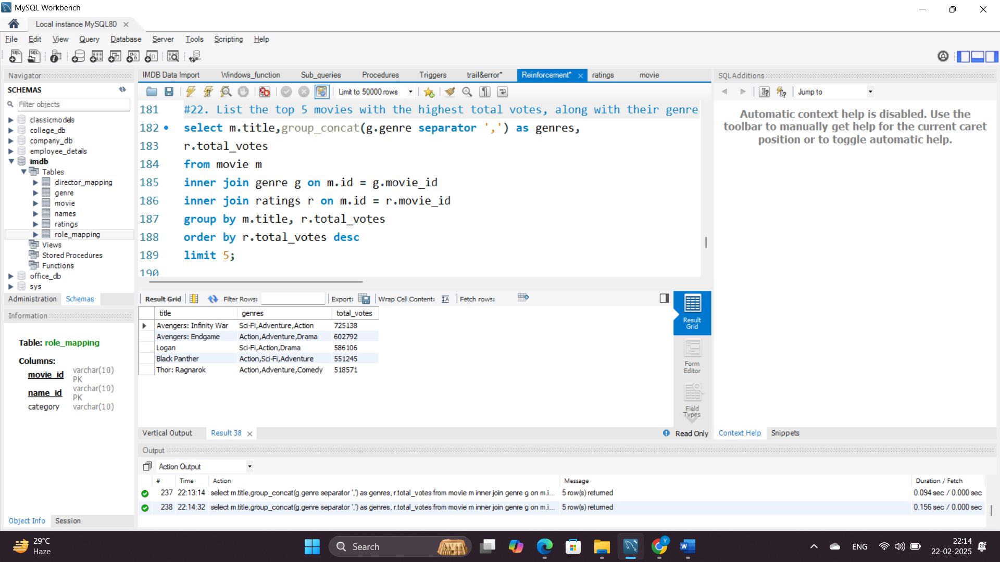 MySQL Workbench
Local instance MySQL80
File Edit View Query Database Server Tools Scripting Help
Navigator
SCHEMAS
Filter objects
classicmodels
college_db
company_db
employee_details
imdb
Tables
director_mapping
genre
movie
names
ratings
role_mapping
Views
Stored Procedures
Functions
office_db
sys
Administration Schemas
Information
Table: role_mapping
Columns:
movie_id varchar(10) PK
name_id varchar(10) PK
category varchar(10)
Object Info Session
IMDB Data Import Windows_function Sub_queries Procedures Triggers trail&error* Reinforcement* ratings movie
Limit to 50000 rows
181 #22. List the top 5 movies with the highest total votes, along with their genre
182 select m.title,group_concat(g.genre separator ',') as genres,
183 r.total_votes
184 from movie m
185 inner join genre g on m.id = g.movie_id
186 inner join ratings r on m.id = r.movie_id
187 group by m.title, r.total_votes
188 order by r.total_votes desc
189 limit 5;
190
Result Grid Filter Rows: Export: Wrap Cell Content: Fetch rows:
title genres total_votes
Avengers: Infinity War Sci-Fi,Adventure,Action 725138
Avengers: Endgame Action,Adventure,Drama 602792
Logan Sci-Fi,Action,Drama 586106
Black Panther Action,Sci-Fi,Adventure 551245
Thor: Ragnarok Action,Adventure,Comedy 518571
Result Grid
Form Editor
Field Types
Vertical Output Result 38 Read Only
SQLAdditions
Jump to
Automatic context help is disabled. Use the
toolbar to manually get help for the current caret
position or to toggle automatic help.
Context Help Snippets
Output
Action Output
# Time Action Message Duration / Fetch
237 22:13:14 select m.title,group_concat(g.genre separator ',') as genres, r.total_votes from movie m inner join genre g on m.i... 5 row(s) returned 0.094 sec / 0.000 sec
238 22:14:32 select m.title,group_concat(g.genre separator ',') as genres, r.total_votes from movie m inner join genre g on m.i... 5 row(s) returned 0.156 sec / 0.000 sec
29°C
Haze
Search
ENG
22:14
22-02-2025